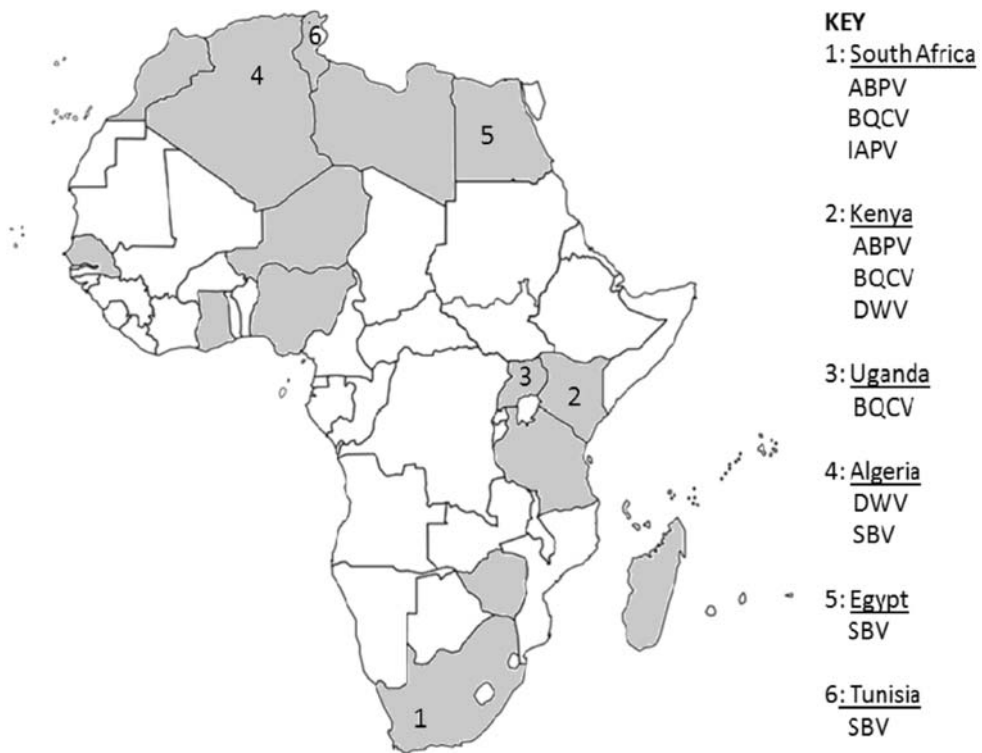 KEY
1: South Africa
ABPV
BQCV
IAPV
2: Kenya
ABPV
BQCV
DWV
3: Uganda
BQCV
4: Algeria
DWV
SBV
5: Egypt
SBV
6: Tunisia
SBV
6
4
5
3
2
1